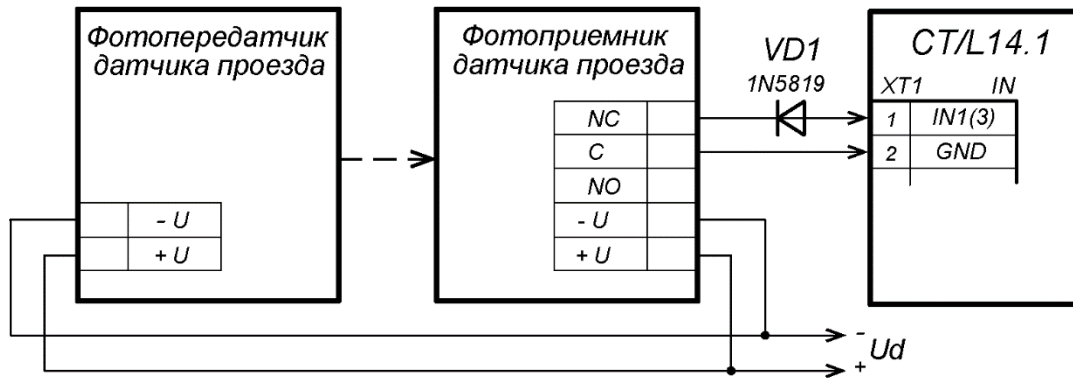 Фотопередатчик
датчика проезда
- U
+ U
Фотоприемник
датчика проезда
NC
C
NO
- U
+ U
VD1
1N5819
CT/L14.1
XT1 IN
1 IN1(3)
2 GND
-
Ud
+